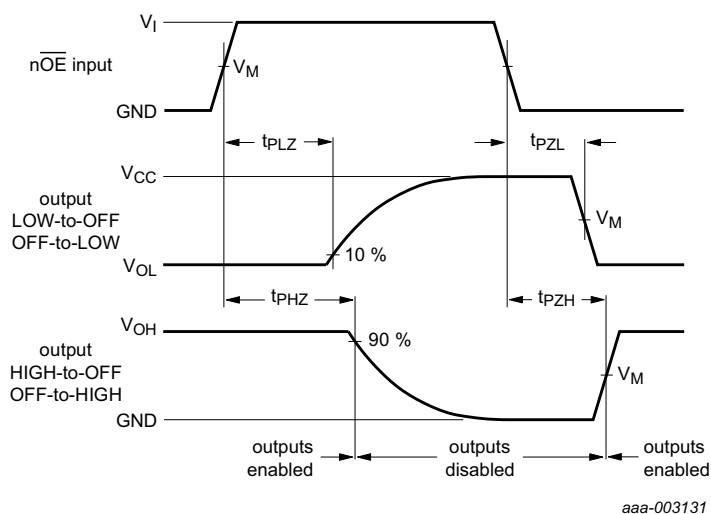 V_I
nO̅E̅ input
V_M
GND
t_PLZ
t_PZL
V_CC
output
LOW-to-OFF
OFF-to-LOW
V_M
10 %
V_OL
t_PHZ
t_PZH
V_OH
90 %
output
HIGH-to-OFF
OFF-to-HIGH
V_M
GND
outputs
enabled
outputs
disabled
outputs
enabled
aaa-003131